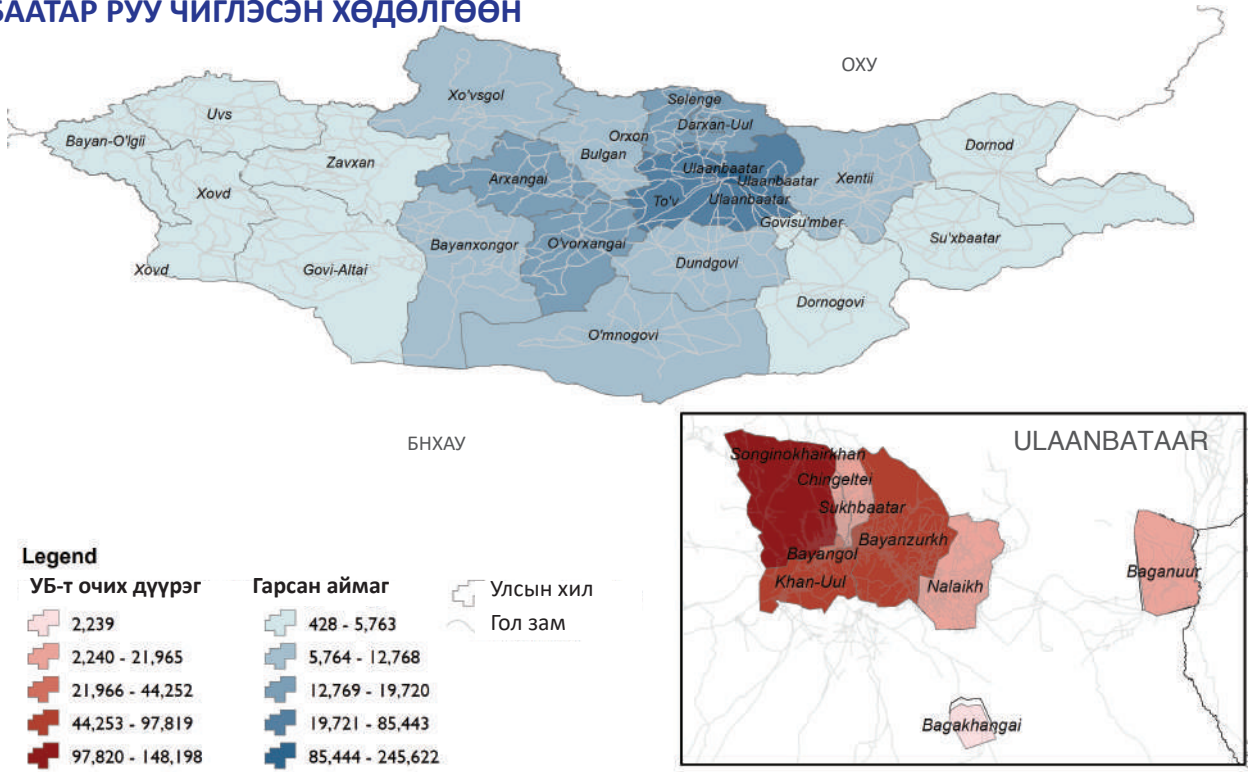 БААТАР РУУ ЧИГЛЭСЭН ХӨДӨЛГӨӨН
ОХУ
Xo'vsgol
Selenge
Uvs
Darxan-Uul
Bayan-O'lgii
Orxon
Dornod
Bulgan
Zavxan
Ulaanbaatar
Arxangai
Xentii
Ulaanbaatar
Xovd
To'v
Ulaanbaatar
Govisu'mber
Su'xbaatar
Bayanxongor
O'vorxangai
Dundgovi
Xovd
Govi-Altai
Dornogovi
O'mnogovi
БНХАУ
ULAANBATAAR
Songinokhairkhan
Chingeltei
Sukhbaatar
Bayanzurkh
Bayangol
Khan-Uul
Nalaikh
Baganuur
Bagakhangai
Legend
УБ-т очих дүүрэг
2,239
2,240 - 21,965
21,966 - 44,252
44,253 - 97,819
97,820 - 148,198
Гарсан аймаг
428 - 5,763
5,764 - 12,768
12,769 - 19,720
19,721 - 85,443
85,444 - 245,622
Улсын хил
Гол зам